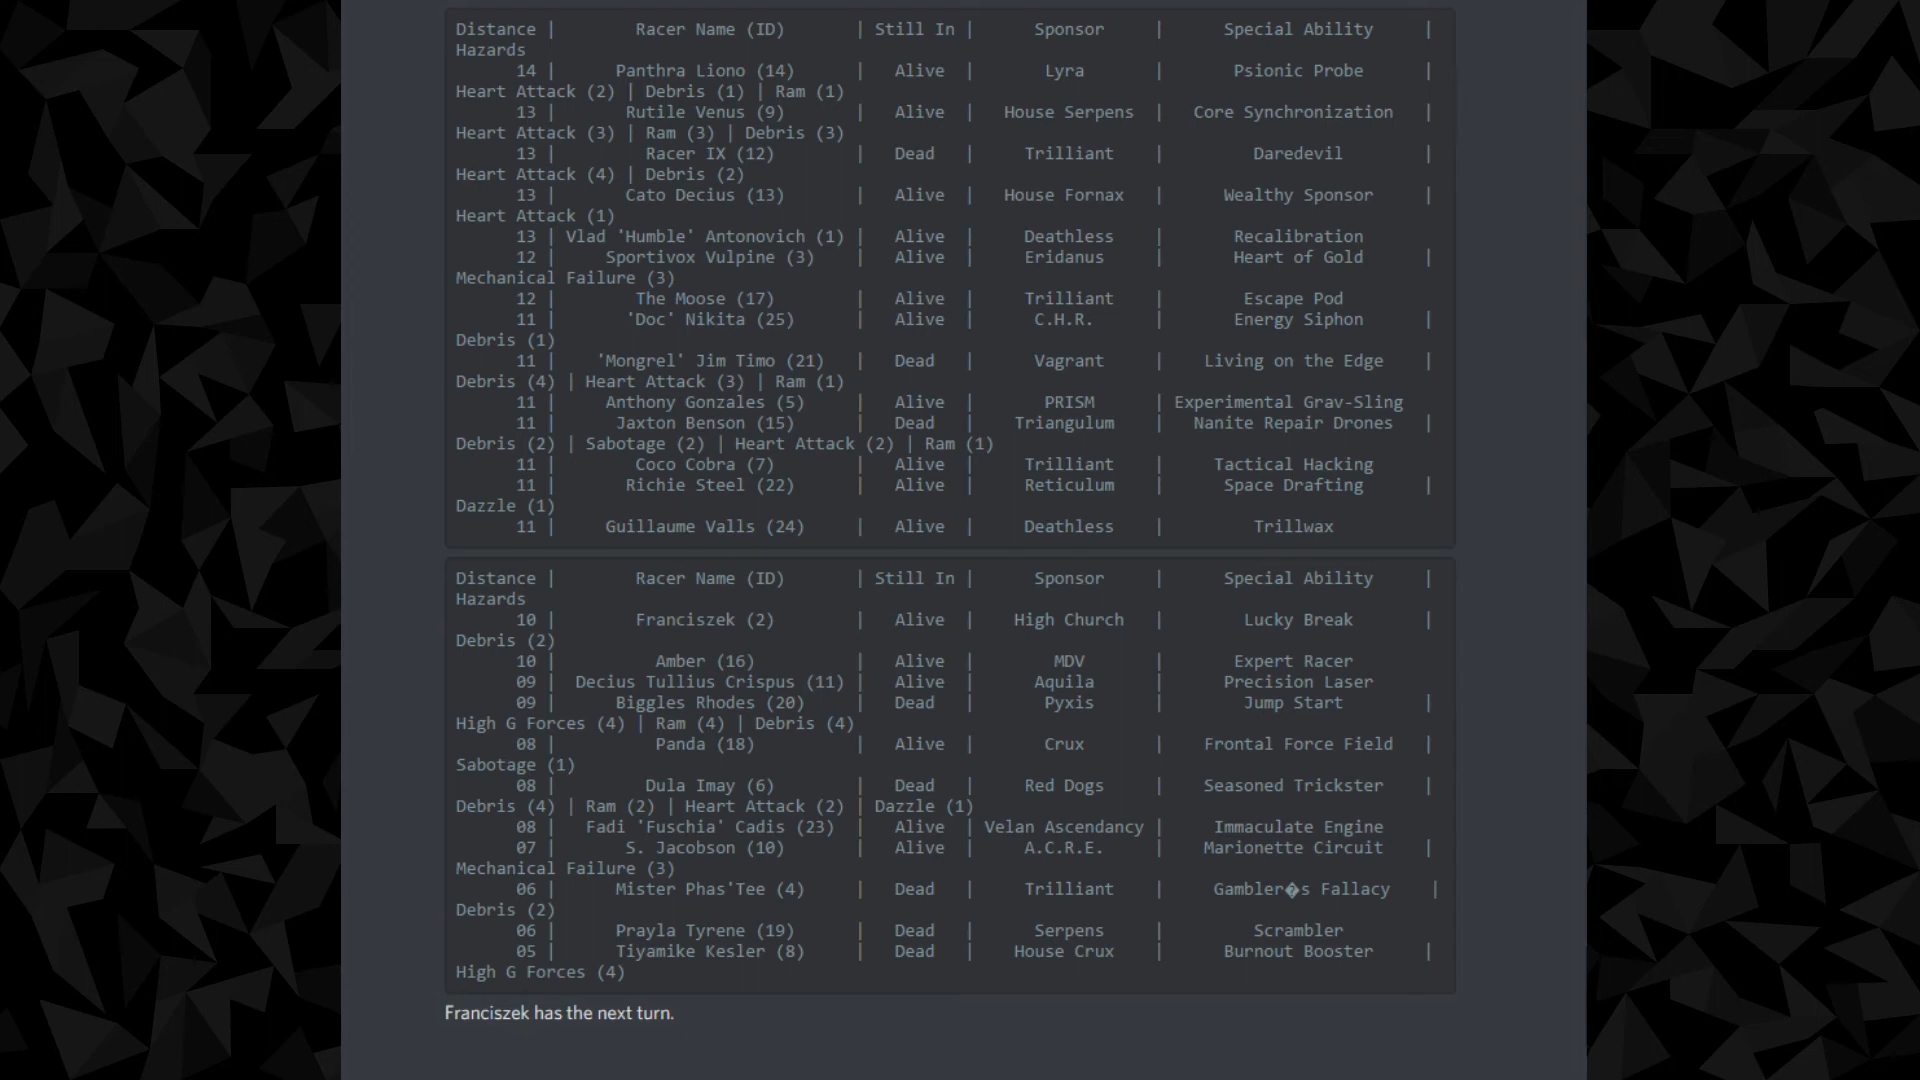 Distance | Racer Name (ID) | Still In | Sponsor | Special Ability |
Hazards
14 | Panthra Liono (14) | Alive | Lyra | Psionic Probe |
Heart Attack (2) | Debris (1) | Ram (1)
13 | Rutile Venus (9) | Alive | House Serpens | Core Synchronization |
Heart Attack (3) | Ram (3) | Debris (3)
13 | Racer IX (12) | Dead | Trilliant | Daredevil |
Heart Attack (4) | Debris (2)
13 | Cato Decius (13) | Alive | House Fornax | Wealthy Sponsor |
Heart Attack (1)
13 | Vlad 'Humble' Antonovich (1) | Alive | Deathless | Recalibration
12 | Sportivox Vulpine (3) | Alive | Eridanus | Heart of Gold |
Mechanical Failure (3)
12 | The Moose (17) | Alive | Trilliant | Escape Pod
11 | 'Doc' Nikita (25) | Alive | C.H.R. | Energy Siphon |
Debris (1)
11 | 'Mongrel' Jim Timo (21) | Dead | Vagrant | Living on the Edge |
Debris (4) | Heart Attack (3) | Ram (1)
11 | Anthony Gonzales (5) | Alive | PRISM | Experimental Grav-Sling
11 | Jaxton Benson (15) | Dead | Triangulum | Nanite Repair Drones |
Debris (2) | Sabotage (2) | Heart Attack (2) | Ram (1)
11 | Coco Cobra (7) | Alive | Trilliant | Tactical Hacking
11 | Richie Steel (22) | Alive | Reticulum | Space Drafting |
Dazzle (1)
11 | Guillaume Valls (24) | Alive | Deathless | Trillwax
Distance | Racer Name (ID) | Still In | Sponsor | Special Ability |
Hazards
10 | Franciszek (2) | Alive | High Church | Lucky Break |
Debris (2)
10 | Amber (16) | Alive | MDV | Expert Racer
09 | Decius Tullius Crispus (11) | Alive | Aquila | Precision Laser
09 | Biggles Rhodes (20) | Dead | Pyxis | Jump Start |
High G Forces (4) | Ram (4) | Debris (4)
08 | Panda (18) | Alive | Crux | Frontal Force Field |
Sabotage (1)
08 | Dula Imay (6) | Dead | Red Dogs | Seasoned Trickster |
Debris (4) | Ram (2) | Heart Attack (2) | Dazzle (1)
08 | Fadi 'Fuschia' Cadis (23) | Alive | Velan Ascendancy | Immaculate Engine
07 | S. Jacobson (10) | Alive | A.C.R.E. | Marionette Circuit |
Mechanical Failure (3)
06 | Mister Phas'Tee (4) | Dead | Trilliant | Gambler�s Fallacy |
Debris (2)
06 | Prayla Tyrene (19) | Dead | Serpens | Scrambler
05 | Tiyamike Kesler (8) | Dead | House Crux | Burnout Booster |
High G Forces (4)
Franciszek has the next turn.